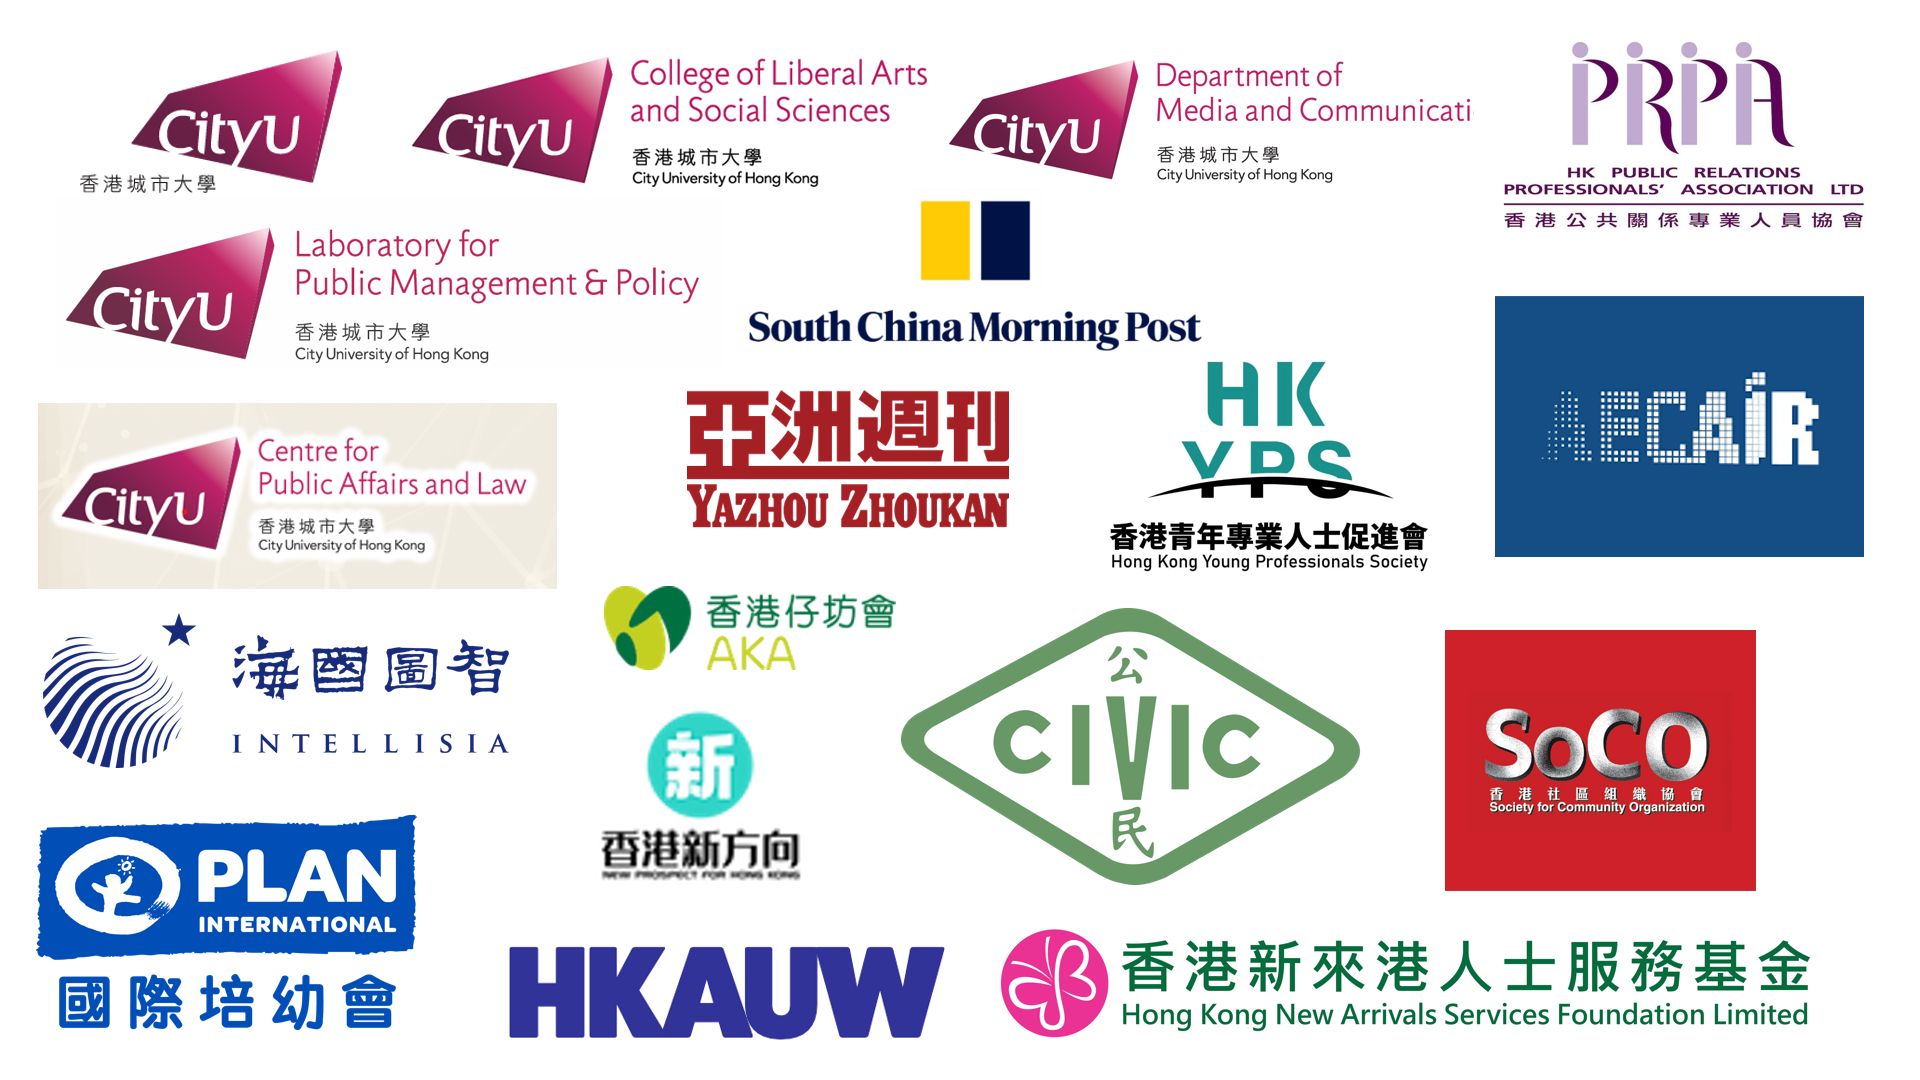 CityU
香港城市大學
CityU
College of Liberal Arts
and Social Sciences
香港城市大學
City University of Hong Kong
CityU
Department of
Media and Communicati
香港城市大學
City University of Hong Kong
PRPA
HK PUBLIC RELATIONS
PROFESSIONALS' ASSOCIATION LTD
香港公共關係專業人員協會
CityU
Laboratory for
Public Management & Policy
香港城市大學
City University of Hong Kong
South China Morning Post
CityU
Centre for
Public Affairs and Law
香港城市大學
City University of Hong Kong
亞洲週刊
YAZHOU ZHOUKAN
HK
YPS
香港青年專業人士促進會
Hong Kong Young Professionals Society
AECAIR
海國圖智
INTELLISIA
香港仔坊會
AKA
新
香港新方向
NEW PROSPECT FOR HONG KONG
公
CIVIC
民
SoCO
香港社區組織協會
Society for Community Organization
PLAN
INTERNATIONAL
國際培幼會
HKAUW
香港新來港人士服務基金
Hong Kong New Arrivals Services Foundation Limited